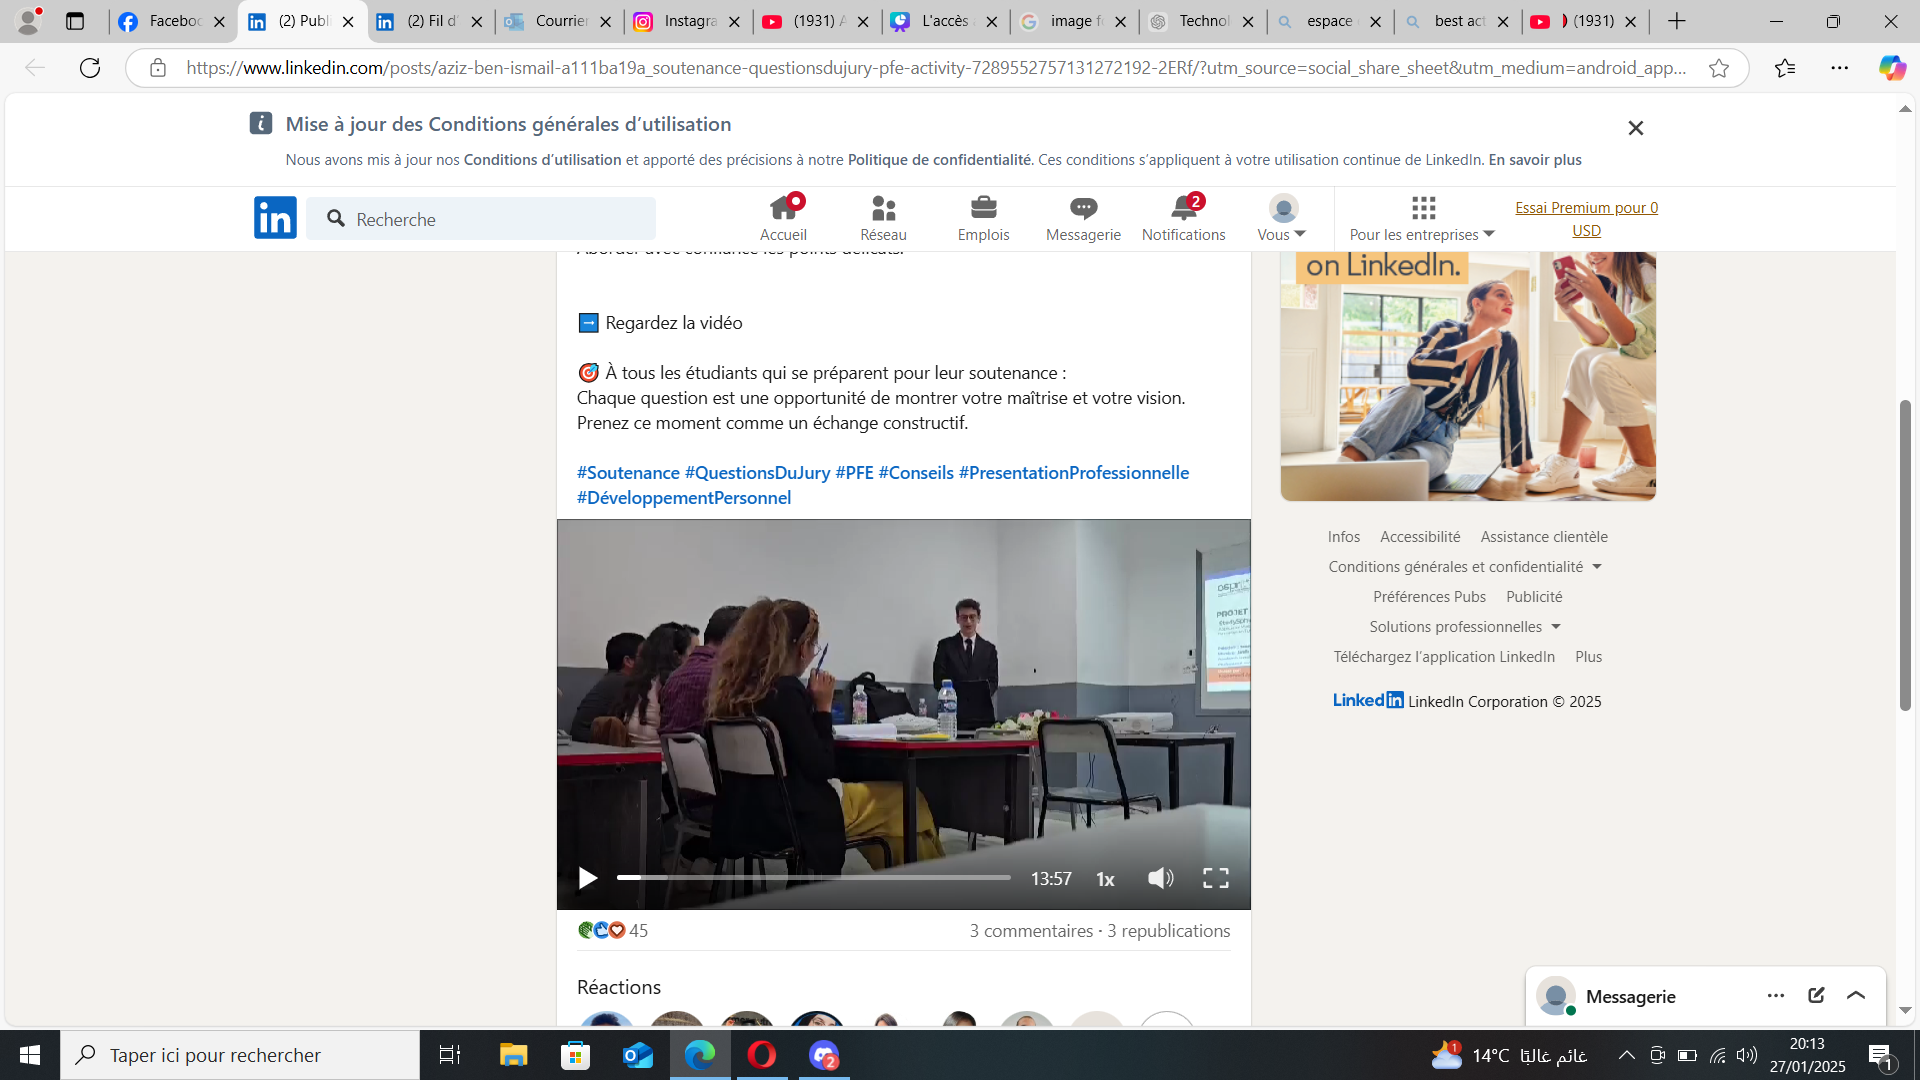 Facebo
(2) Publ
(2) Fil d'
Courrier
Instagra
(1931) A
L'accès
image f
Technol
espace
best act
(1931)
https://www.linkedin.com/posts/aziz-ben-ismail-a111ba19a_soutenance-questionsdujury-pfe-activity-7289552757131272192-2ERf/?utm_source=social_share_sheet&utm_medium=android_app...
Mise à jour des Conditions générales d’utilisation
Nous avons mis à jour nos Conditions d’utilisation et apporté des précisions à notre Politique de confidentialité. Ces conditions s’appliquent à votre utilisation continue de LinkedIn. En savoir plus
in Recherche
Accueil
Réseau
Emplois
Messagerie
2
Notifications
Vous
Pour les entreprises
Essai Premium pour 0
USD
Aborder avec confiance les points délicats.
on LinkedIn.
Regardez la vidéo
À tous les étudiants qui se préparent pour leur soutenance :
Chaque question est une opportunité de montrer votre maîtrise et votre vision.
Prenez ce moment comme un échange constructif.
#Soutenance #QuestionsDuJury #PFE #Conseils #PresentationProfessionnelle
#DéveloppementPersonnel
PROJET
13:57 1x
45
3 commentaires · 3 republications
Réactions
Infos Accessibilité Assistance clientèle
Conditions générales et confidentialité
Préférences Pubs Publicité
Solutions professionnelles
Téléchargez l’application LinkedIn Plus
LinkedIn LinkedIn Corporation © 2025
Messagerie
Taper ici pour rechercher
2
1
14°C غائم غالبًا
20:13
27/01/2025
1